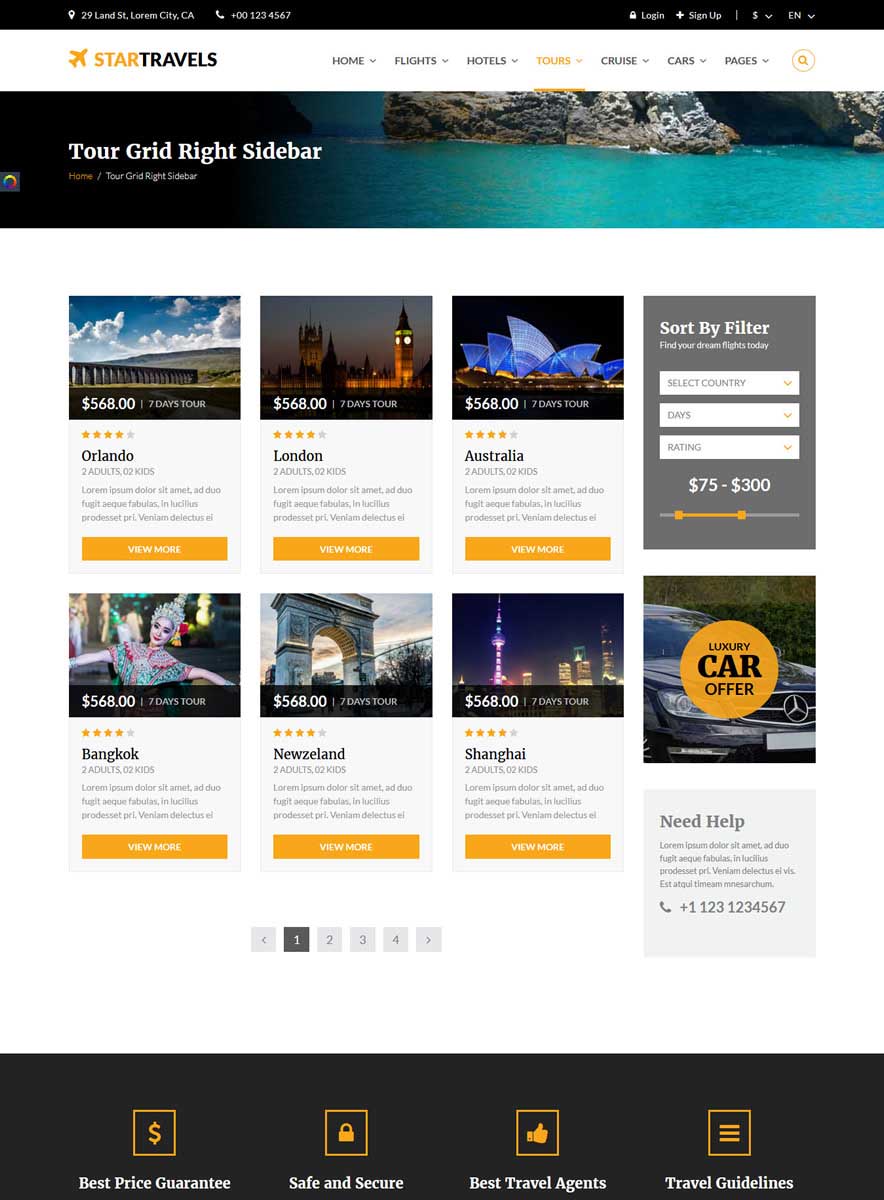 29 Land St, Lorem City, CA
+00 123 4567
Login
Sign Up
|
$
EN
STARTRAVELS
HOME
FLIGHTS
HOTELS
TOURS
CRUISE
CARS
PAGES
Tour Grid Right Sidebar
Home / Tour Grid Right Sidebar
$568.00 | 7 DAYS TOUR
Orlando
2 ADULTS, 02 KIDS
Lorem ipsum dolor sit amet, ad duo
fugit aeque fabulas, in lucilius
prodesset pri. Veniam delectus ei
VIEW MORE
$568.00 | 7 DAYS TOUR
London
2 ADULTS, 02 KIDS
Lorem ipsum dolor sit amet, ad duo
fugit aeque fabulas, in lucilius
prodesset pri. Veniam delectus ei
VIEW MORE
$568.00 | 7 DAYS TOUR
Australia
2 ADULTS, 02 KIDS
Lorem ipsum dolor sit amet, ad duo
fugit aeque fabulas, in lucilius
prodesset pri. Veniam delectus ei
VIEW MORE
$568.00 | 7 DAYS TOUR
Bangkok
2 ADULTS, 02 KIDS
Lorem ipsum dolor sit amet, ad duo
fugit aeque fabulas, in lucilius
prodesset pri. Veniam delectus ei
VIEW MORE
$568.00 | 7 DAYS TOUR
Newzeland
2 ADULTS, 02 KIDS
Lorem ipsum dolor sit amet, ad duo
fugit aeque fabulas, in lucilius
prodesset pri. Veniam delectus ei
VIEW MORE
$568.00 | 7 DAYS TOUR
Shanghai
2 ADULTS, 02 KIDS
Lorem ipsum dolor sit amet, ad duo
fugit aeque fabulas, in lucilius
prodesset pri. Veniam delectus ei
VIEW MORE
‹ 1 2 3 4 ›
Sort By Filter
Find your dream flights today
SELECT COUNTRY
DAYS
RATING
$75 - $300
LUXURY
CAR
OFFER
Need Help
Lorem ipsum dolor sit amet, ad duo
fugit aeque fabulas, in lucilius
prodesset pri. Veniam delectus ei vis.
Est atqui timeam mnesarchum.
+1 123 1234567
$
Best Price Guarantee
Safe and Secure
Best Travel Agents
Travel Guidelines